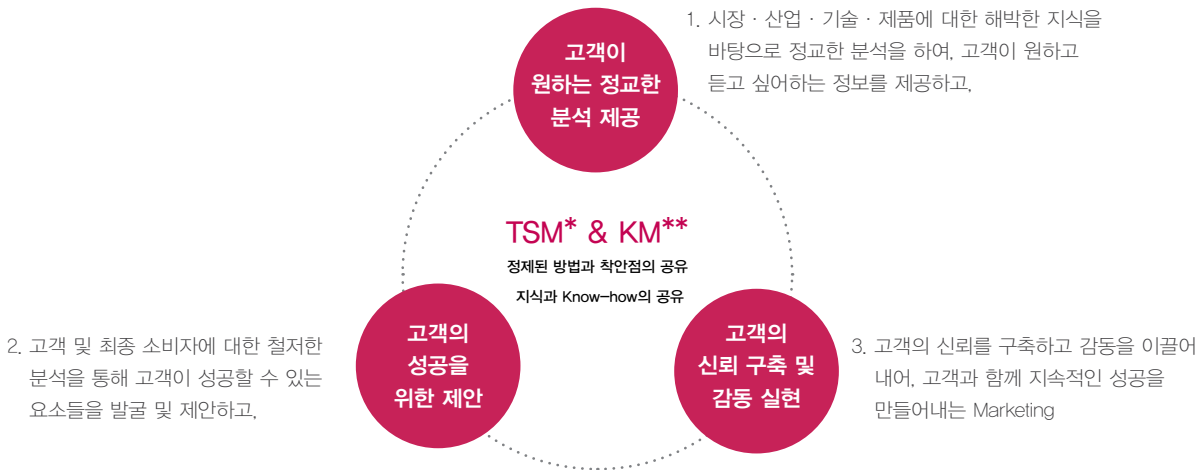 고객이
원하는 정교한
분석 제공
1. 시장 · 산업 · 기술 · 제품에 대한 해박한 지식을
바탕으로 정교한 분석을 하여, 고객이 원하고
듣고 싶어하는 정보를 제공하고,
TSM* & KM**
정제된 방법과 착안점의 공유
지식과 Know-how의 공유
고객의
성공을
위한 제안
2. 고객 및 최종 소비자에 대한 철저한
분석을 통해 고객이 성공할 수 있는
요소들을 발굴 및 제안하고,
고객의
신뢰 구축 및
감동 실현
3. 고객의 신뢰를 구축하고 감동을 이끌어
내어, 고객과 함께 지속적인 성공을
만들어내는 Marketing